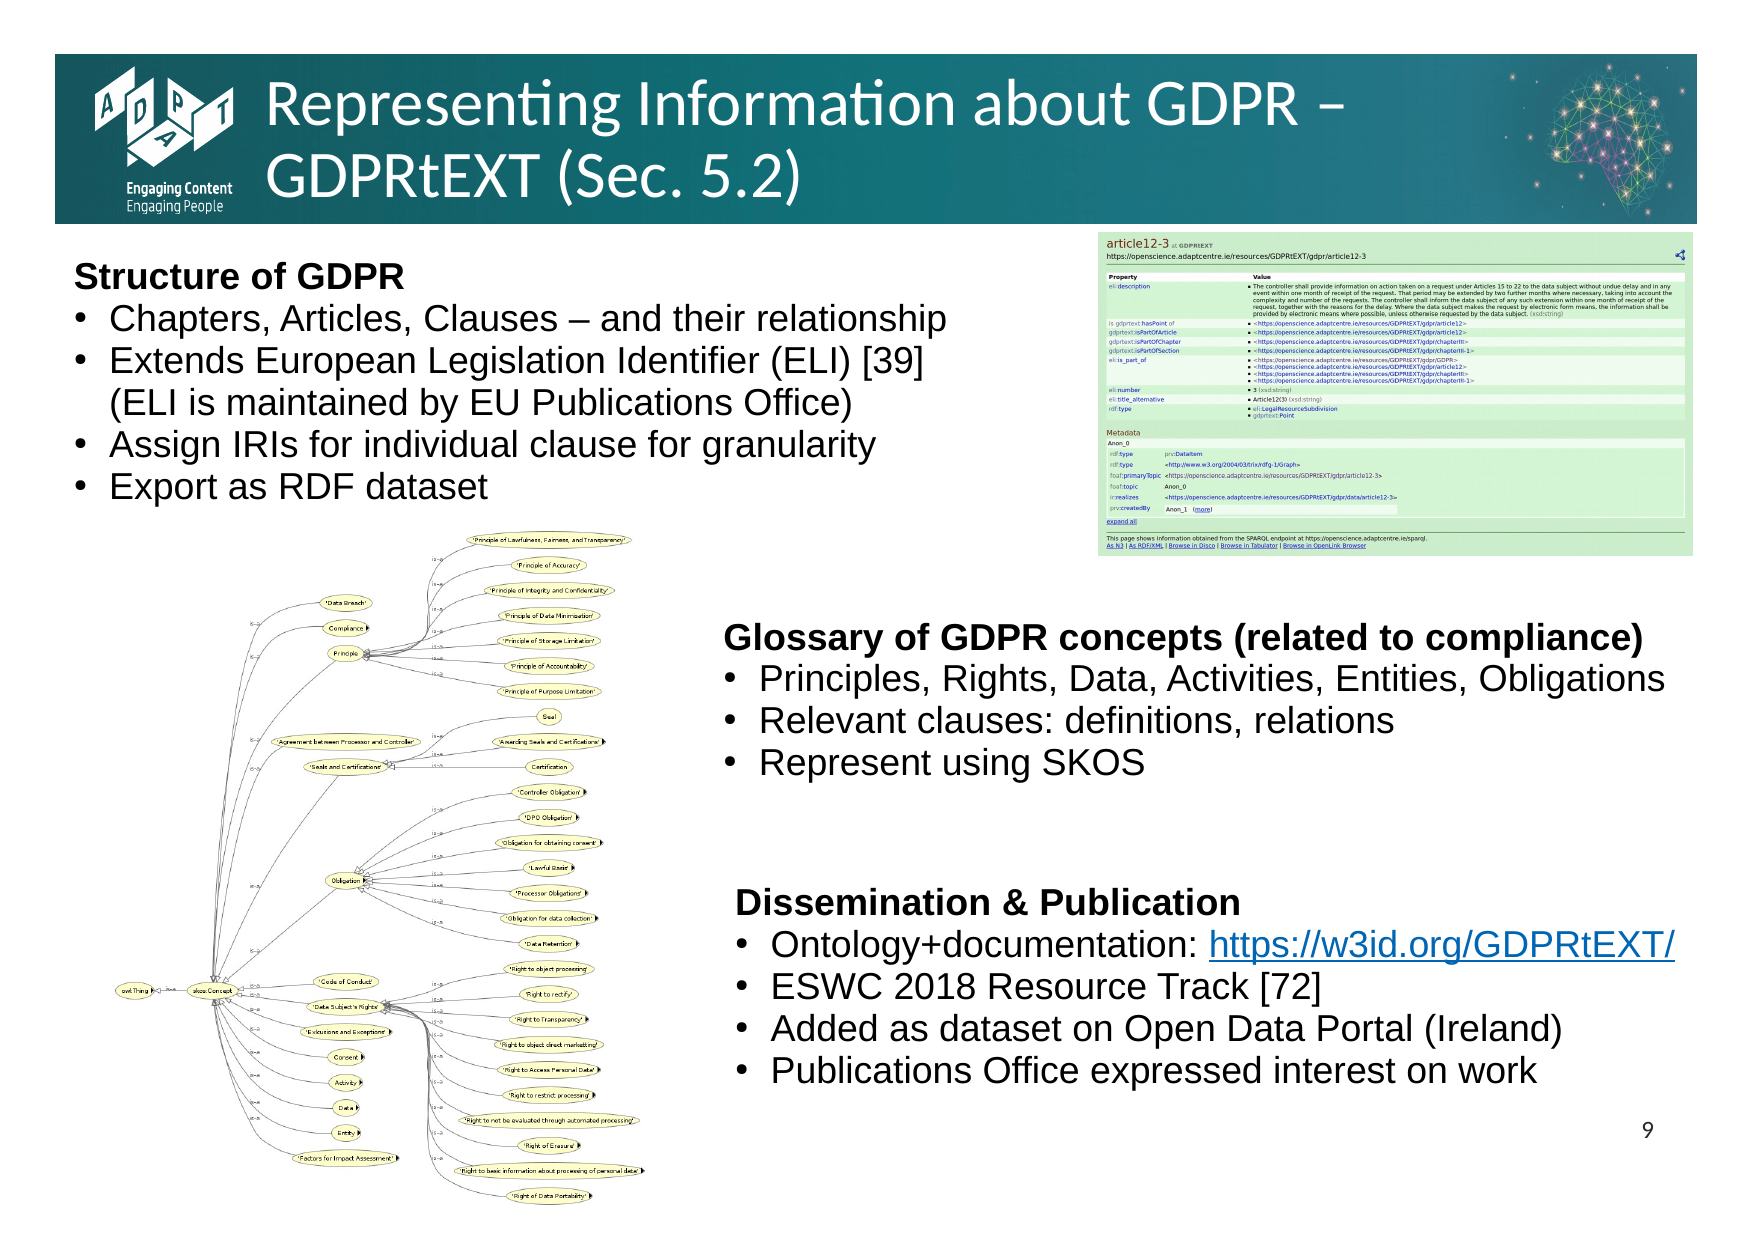 ADAPT
Engaging Content
Engaging People
Representing Information about GDPR –
GDPRtEXT (Sec. 5.2)
Structure of GDPR
• Chapters, Articles, Clauses – and their relationship
• Extends European Legislation Identifier (ELI) [39]
(ELI is maintained by EU Publications Office)
• Assign IRIs for individual clause for granularity
• Export as RDF dataset
article12-3 at GDPRtEXT
https://openscience.adaptcentre.ie/resources/GDPRtEXT/gdpr/article12-3
Property Value
eli:description • The controller shall provide information on action taken on a request under Articles 15 to 22 to the data subject without undue delay and in any
event within one month of receipt of the request. That period may be extended by two further months where necessary, taking into account the
complexity and number of the requests. The controller shall inform the data subject of any such extension within one month of receipt of the
request, together with the reasons for the delay. Where the data subject makes the request by electronic form means, the information shall be
provided by electronic means where possible, unless otherwise requested by the data subject. (xsd:string)
is gdprtext:hasPoint of • <https://openscience.adaptcentre.ie/resources/GDPRtEXT/gdpr/article12>
gdprtext:isPartOfArticle • <https://openscience.adaptcentre.ie/resources/GDPRtEXT/gdpr/article12>
gdprtext:isPartOfChapter • <https://openscience.adaptcentre.ie/resources/GDPRtEXT/gdpr/chapterIII>
gdprtext:isPartOfSection • <https://openscience.adaptcentre.ie/resources/GDPRtEXT/gdpr/chapterIII-1>
eli:is_part_of • <https://openscience.adaptcentre.ie/resources/GDPRtEXT/gdpr/GDPR>
• <https://openscience.adaptcentre.ie/resources/GDPRtEXT/gdpr/article12>
• <https://openscience.adaptcentre.ie/resources/GDPRtEXT/gdpr/chapterIII>
• <https://openscience.adaptcentre.ie/resources/GDPRtEXT/gdpr/chapterIII-1>
eli:number • 3 (xsd:string)
eli:title_alternative • Article12(3) (xsd:string)
rdf:type • eli:LegalResourceSubdivision
• gdprtext:Point
Metadata
Anon_0
rdf:type prv:DataItem
rdf:type <http://www.w3.org/2004/03/trix/rdfg-1/Graph>
foaf:primaryTopic <https://openscience.adaptcentre.ie/resources/GDPRtEXT/gdpr/article12-3>
foaf:topic Anon_0
ir:realizes <https://openscience.adaptcentre.ie/resources/GDPRtEXT/gdpr/data/article12-3>
prv:createdBy Anon_1 (more)
expand all
This page shows information obtained from the SPARQL endpoint at https://openscience.adaptcentre.ie/sparql.
As N3 | As RDF/XML | Browse in Disco | Browse in Tabulator | Browse in OpenLink Browser
owl:Thing
is-a
skos:Concept
'Data Breach'
Compliance
Principle
'Agreement between Processor and Controller'
'Seals and Certifications'
Obligation
'Code of Conduct'
'Data Subject's Rights'
'Exlcusions and Exceptions'
Consent
Activity
Data
Entity
'Factors for Impact Assessment'
'Principle of Lawfulness, Fairness, and Transparency'
'Principle of Accuracy'
'Principle of Integrity and Confidentiality'
'Principle of Data Minimisation'
'Principle of Storage Limitation'
'Principle of Accountability'
'Principle of Purpose Limitation'
Seal
'Awarding Seals and Certifications'
Certification
'Controller Obligation'
'DPO Obligation'
'Obligation for obtaining consent'
'Lawful Basis'
'Processor Obligations'
'Obligation for data collection'
'Data Retention'
'Right to object processing'
'Right to rectify'
'Right to Transparency'
'Right to object direct marketting'
'Right to Access Personal Data'
'Right to restrict processing'
'Right to not be evaluated through automated processing'
'Right of Erasure'
'Right to basic information about processing of personal data'
'Right of Data Portability'
Glossary of GDPR concepts (related to compliance)
• Principles, Rights, Data, Activities, Entities, Obligations
• Relevant clauses: definitions, relations
• Represent using SKOS
Dissemination & Publication
• Ontology+documentation: https://w3id.org/GDPRtEXT/
• ESWC 2018 Resource Track [72]
• Added as dataset on Open Data Portal (Ireland)
• Publications Office expressed interest on work
9